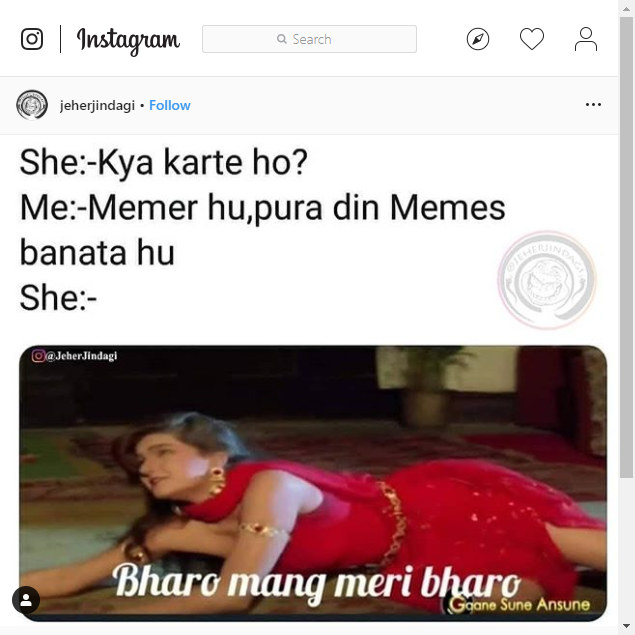 Instagram
Search
jeherjindagi • Follow
She:-Kya karte ho?
Me:-Memer hu,pura din Memes
banata hu
She:-
@JEHERJINDAGI
@JeherJindagi
Bharo mang meri bharo
Gaane Sune Ansune